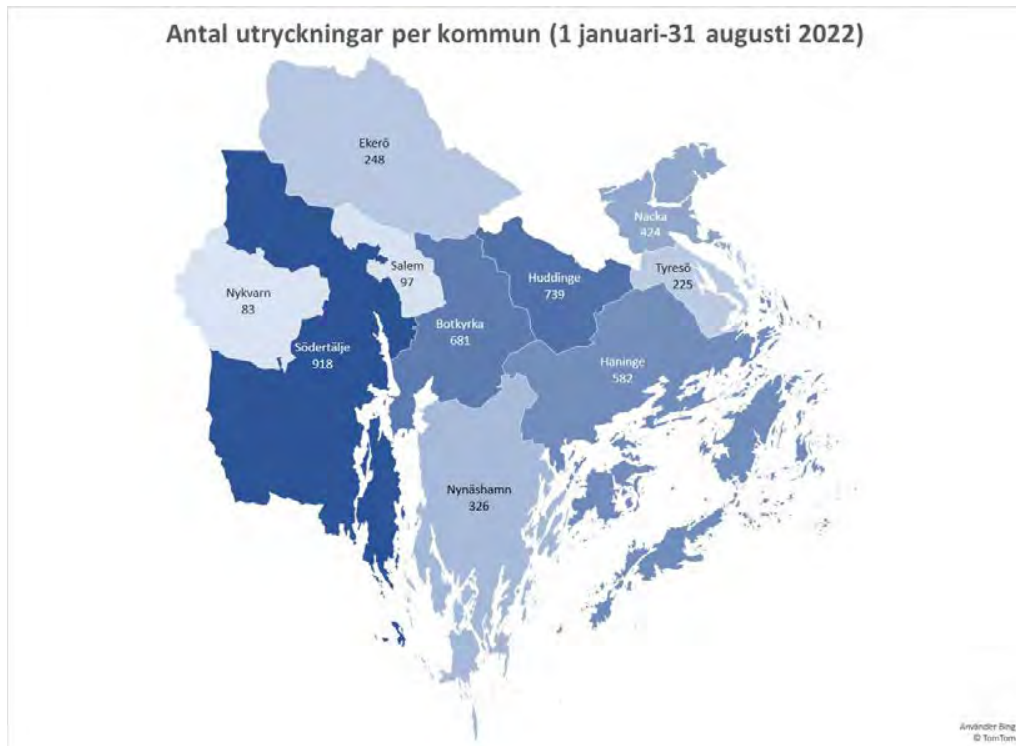 Antal utryckningar per kommun (1 januari-31 augusti 2022)
Ekerö
248
Nacka
424
Salem
97
Huddinge
739
Tyresö
225
Nykvarn
83
Botkyrka
681
Södertälje
918
Haninge
582
Nynäshamn
326
Använder Bing
© TomTom